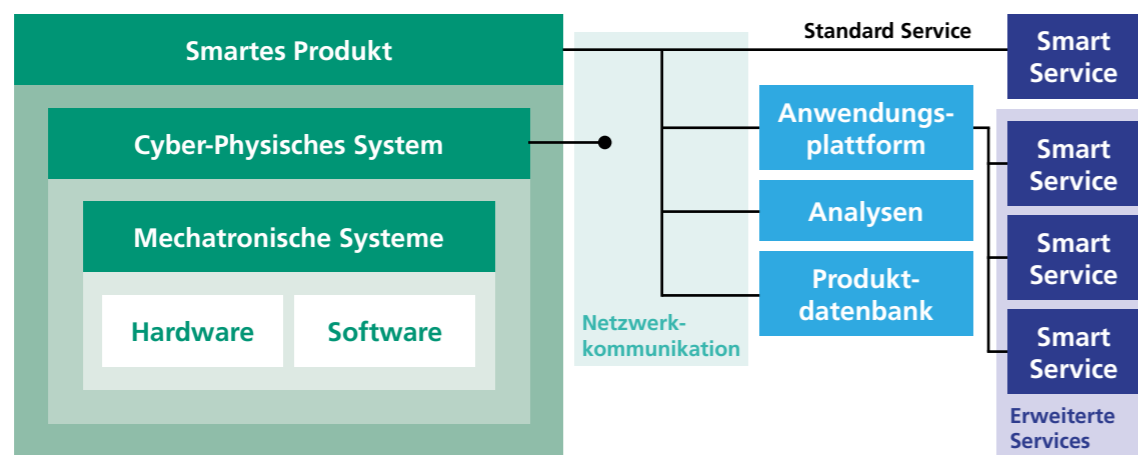 Smartes Produkt
Cyber-Physisches System
Mechatronische Systeme
Hardware
Software
Netzwerk-
kommunikation
Standard Service
Anwendungs-
plattform
Analysen
Produkt-
datenbank
Smart
Service
Smart
Service
Smart
Service
Smart
Service
Erweiterte
Services